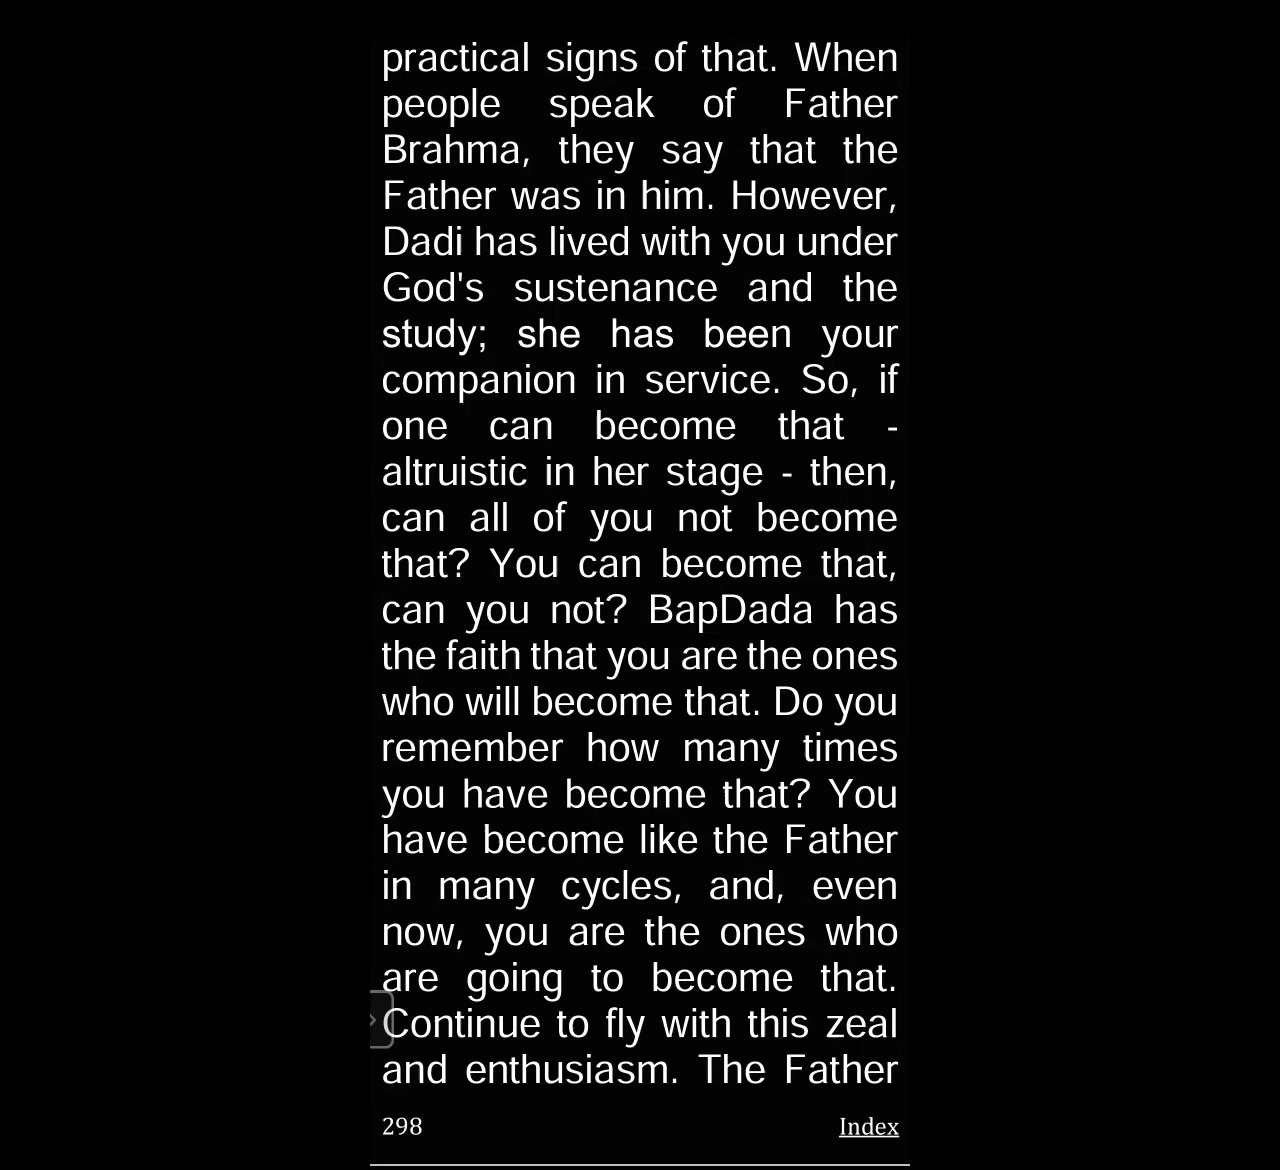 practical signs of that. When
people speak of Father
Brahma, they say that the
Father was in him. However,
Dadi has lived with you under
God's sustenance and the
study; she has been your
companion in service. So, if
one can become that -
altruistic in her stage - then,
can all of you not become
that? You can become that,
can you not? BapDada has
the faith that you are the ones
who will become that. Do you
remember how many times
you have become that? You
have become like the Father
in many cycles, and, even
now, you are the ones who
are going to become that.
Continue to fly with this zeal
and enthusiasm. The Father
298 Index